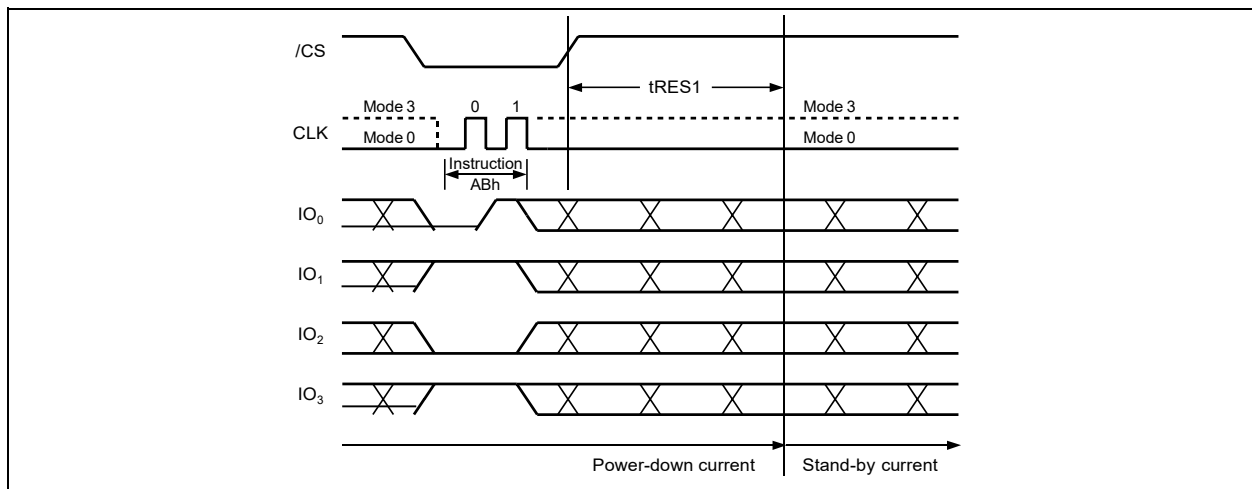 /CS
tRES1
Mode 3 0 1 Mode 3
CLK
Mode 0 Mode 0
Instruction
ABh
IO₀
IO₁
IO₂
IO₃
Power-down current Stand-by current